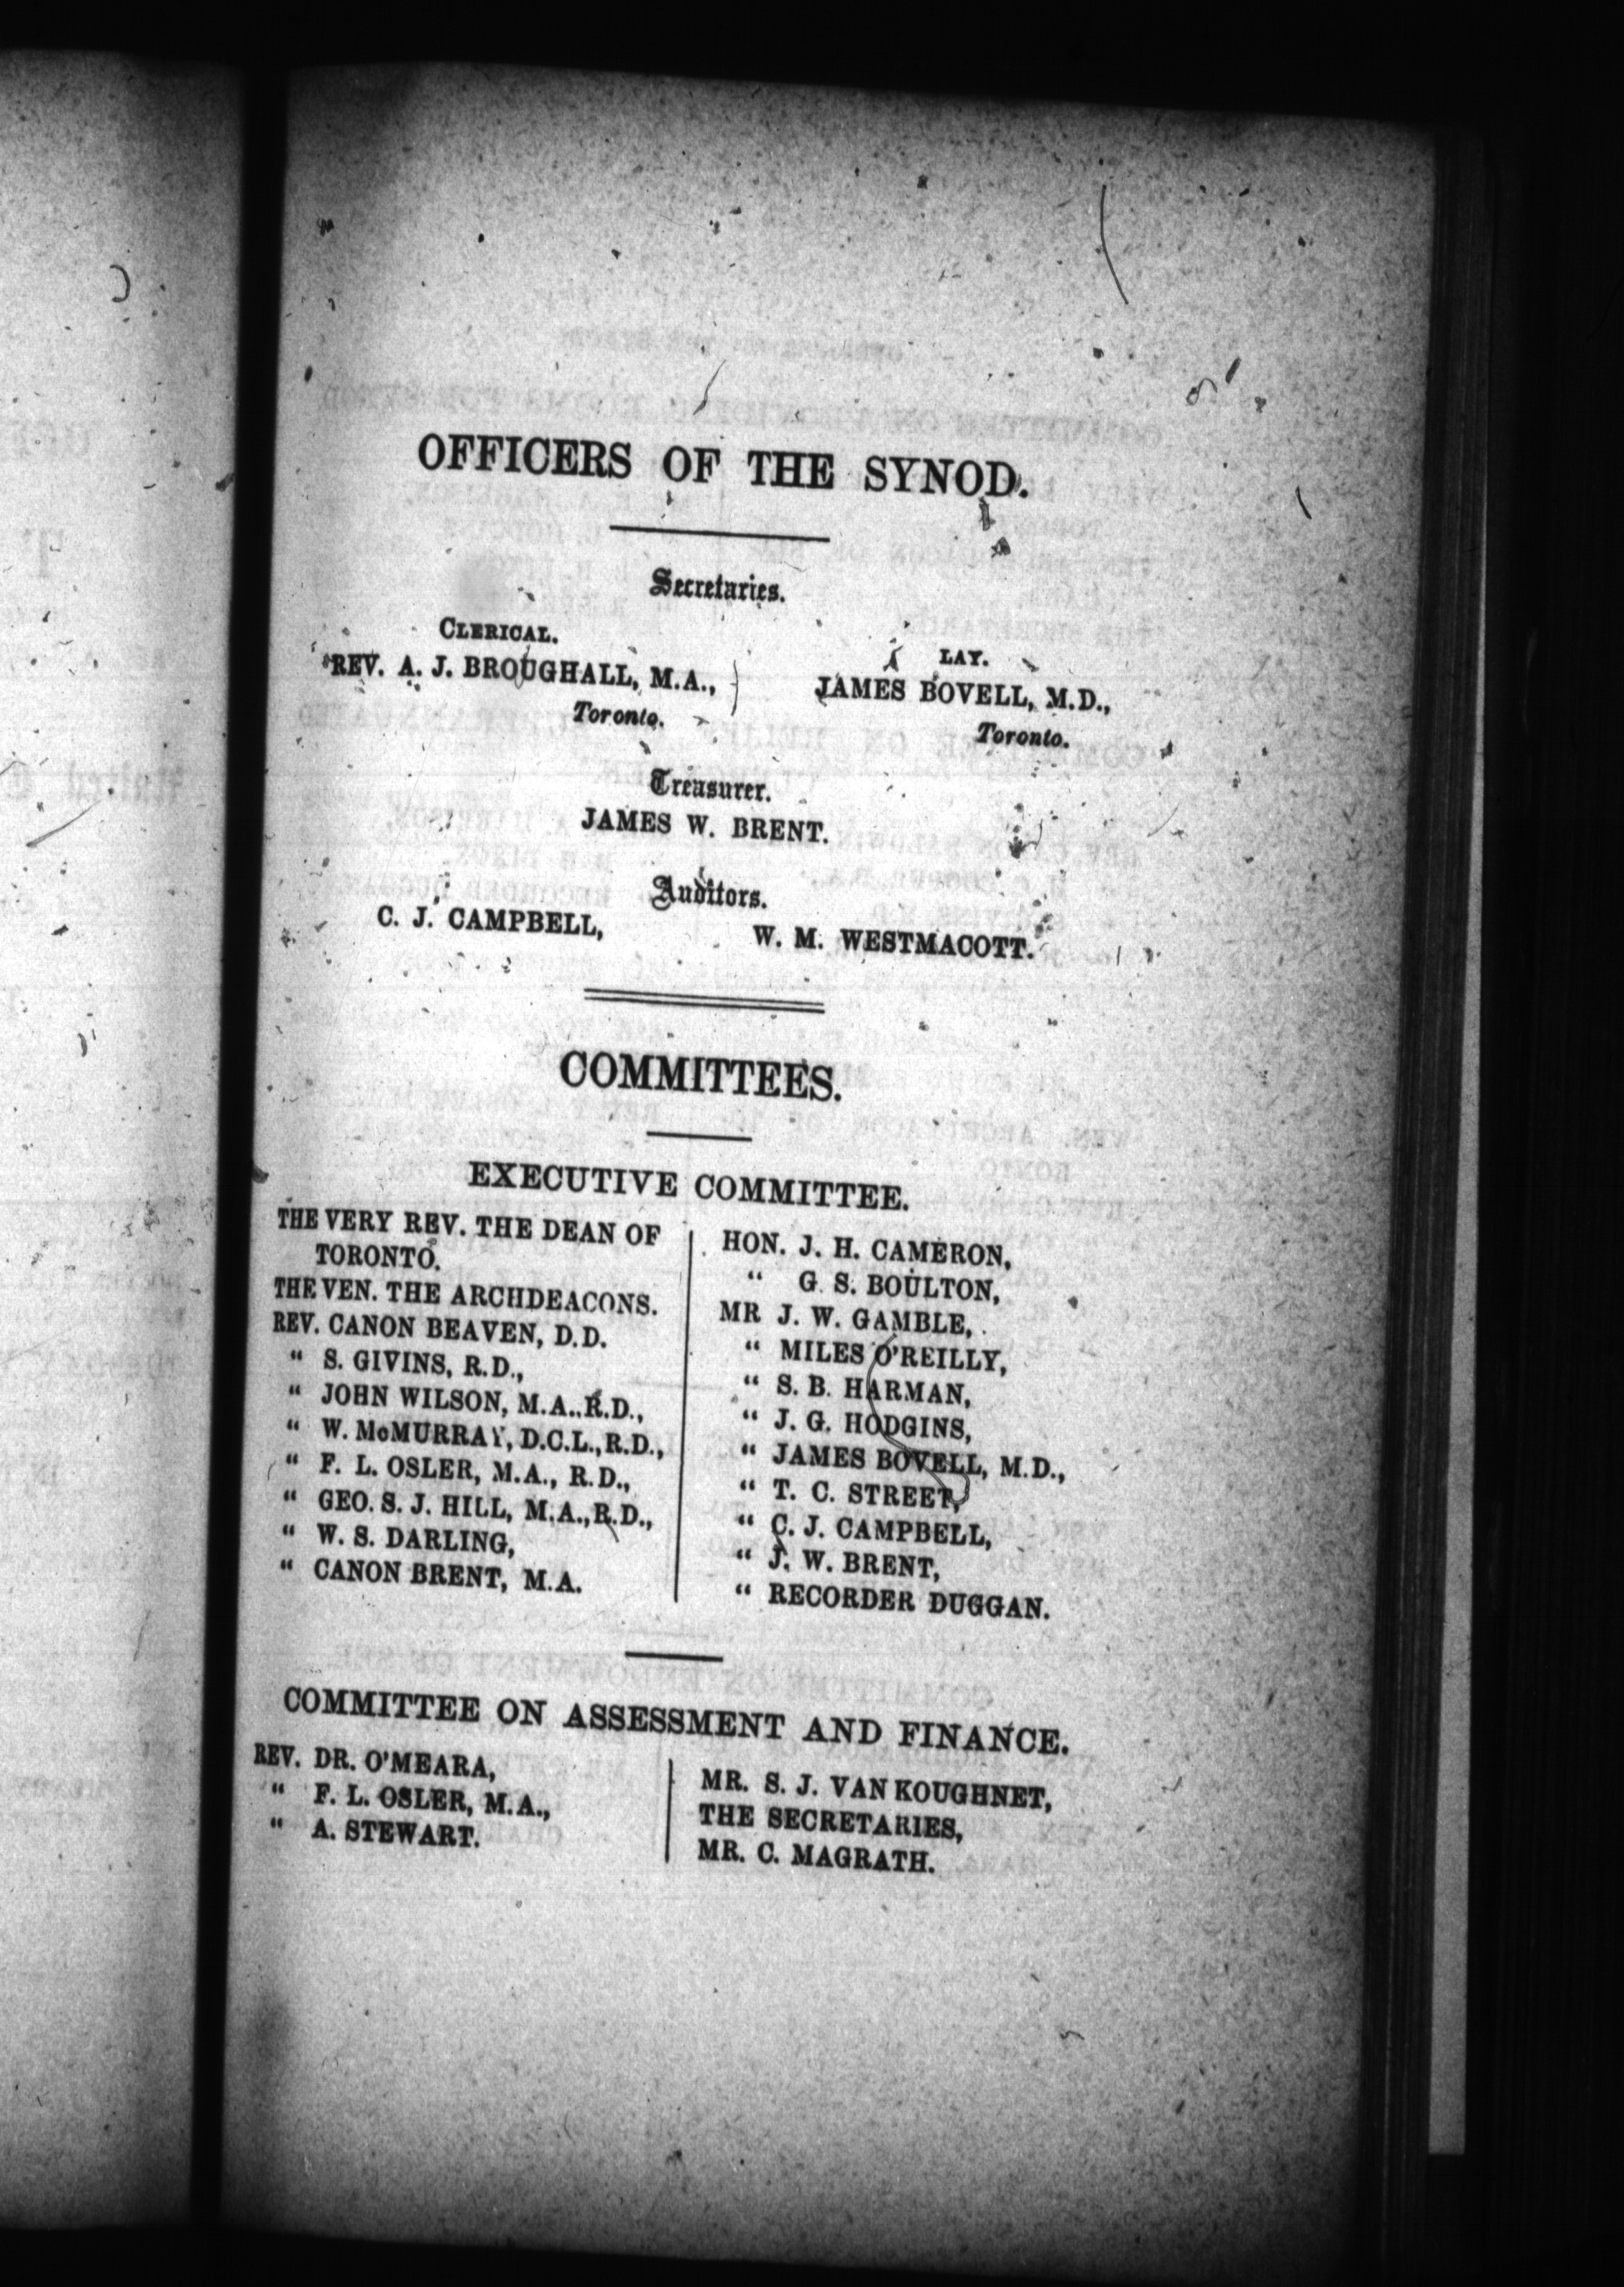 OFFICERS OF THE SYNOD.
Secretaries.
CLERICAL.
REV. A. J. BROUGHALL, M.A.,
Toronto.
LAY.
JAMES BOVELL, M.D.,
Toronto.
Treasurer.
JAMES W. BRENT.
Auditors.
C. J. CAMPBELL,
W. M. WESTMACOTT.
COMMITTEES.
EXECUTIVE COMMITTEE.
THE VERY REV. THE DEAN OF
TORONTO.
THE VEN. THE ARCHDEACONS.
REV. CANON BEAVEN, D.D.
" S. GIVINS, R.D.,
" JOHN WILSON, M.A., R.D.,
" W. McMURRAY, D.C.L., R.D.,
" F. L. OSLER, M.A., R.D.,
" GEO. S. J. HILL, M.A., R.D.,
" W. S. DARLING,
" CANON BRENT, M.A.
HON. J. H. CAMERON,
" G. S. BOULTON,
MR J. W. GAMBLE,
" MILES O'REILLY,
" S. B. HARMAN,
" J. G. HODGINS,
" JAMES BOVELL, M.D.,
" T. C. STREET,
" C. J. CAMPBELL,
" J. W. BRENT,
" RECORDER DUGGAN.
COMMITTEE ON ASSESSMENT AND FINANCE.
REV. DR. O'MEARA,
" F. L. OSLER, M.A.,
" A. STEWART.
MR. S. J. VANKOUGHNET,
THE SECRETARIES,
MR. C. MAGRATH.